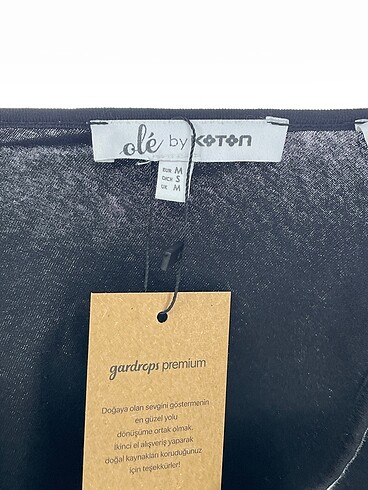 olé by KOTON
EUR M
D/CH S
UK M
gardrops premium
Doğaya olan sevgini göstermenin
en güzel yolu
dönüşüme ortak olmak,
İkinci el alışveriş yaparak
doğal kaynakları koruduğunuz
için teşekkürler!